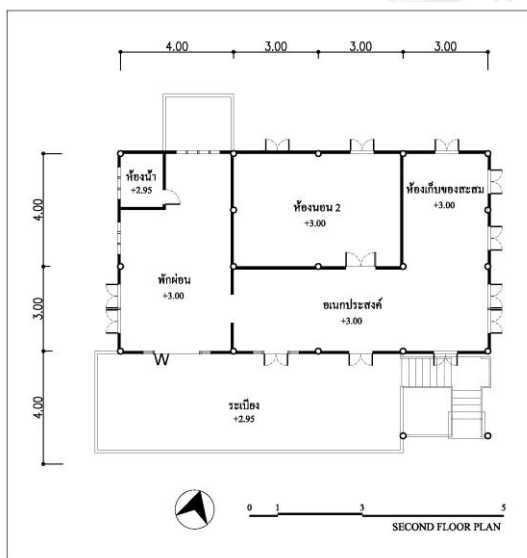 4.00 3.00 3.00 3.00
4.00
3.00
4.00
ห้องน้ำ
+2.95
ห้องนอน 2
+3.00
ห้องเก็บของสะสม
+3.00
พักผ่อน
+3.00
อเนกประสงค์
+3.00
W
ระเบียง
+2.95
0 1 3 5
SECOND FLOOR PLAN